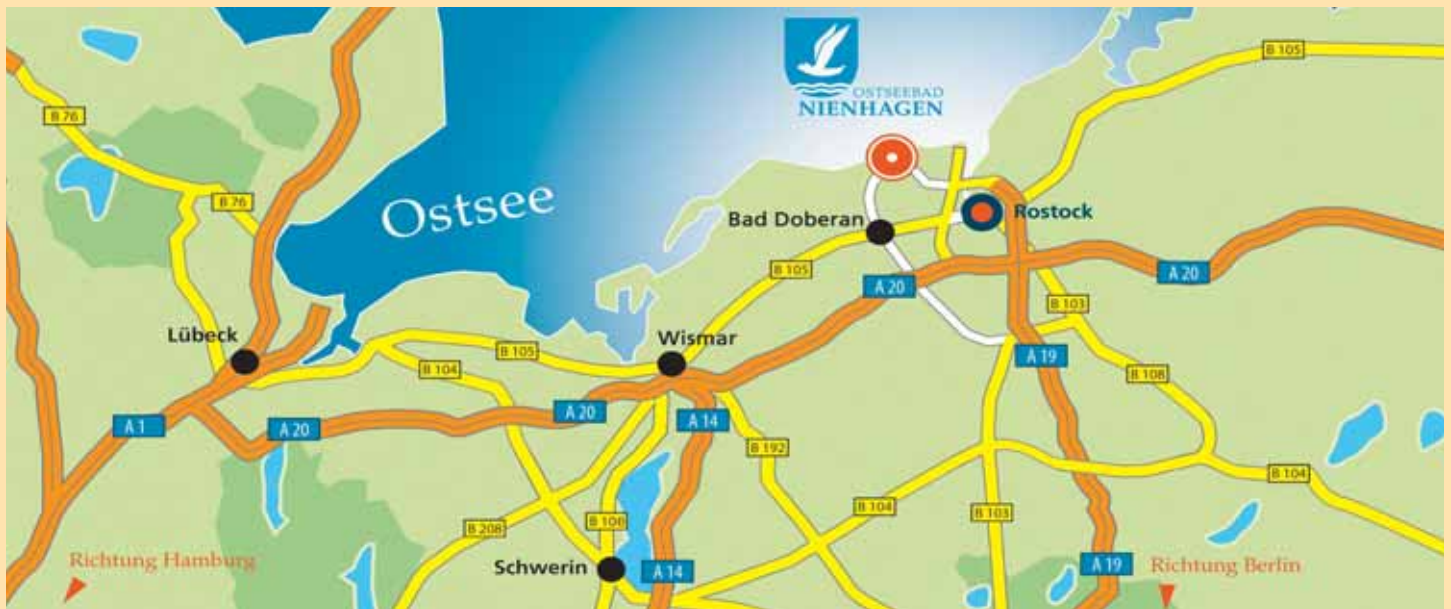 B 105
OSTSEEBAD
NIENHAGEN
B 76
B 76
Ostsee
Bad Doberan
Rostock
B 105
A 20
A 20
B 103
Lübeck
Wismar
B 105
B 104
A 19
B 108
A 1
A 20
A 20
A 14
B 192
B 104
B 104
B 208
B 106
B 103
Richtung Hamburg
Schwerin
A 14
A 19
Richtung Berlin